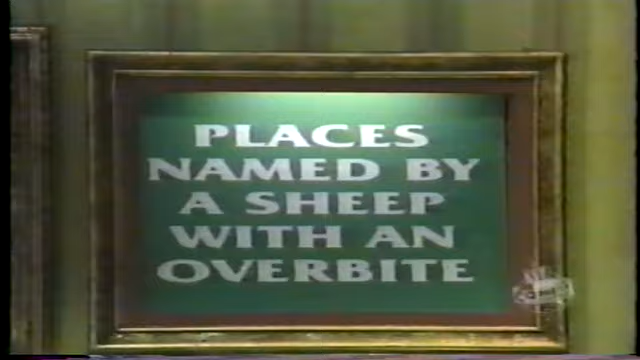 PLACES
NAMED BY
A SHEEP
WITH AN
OVERBITE